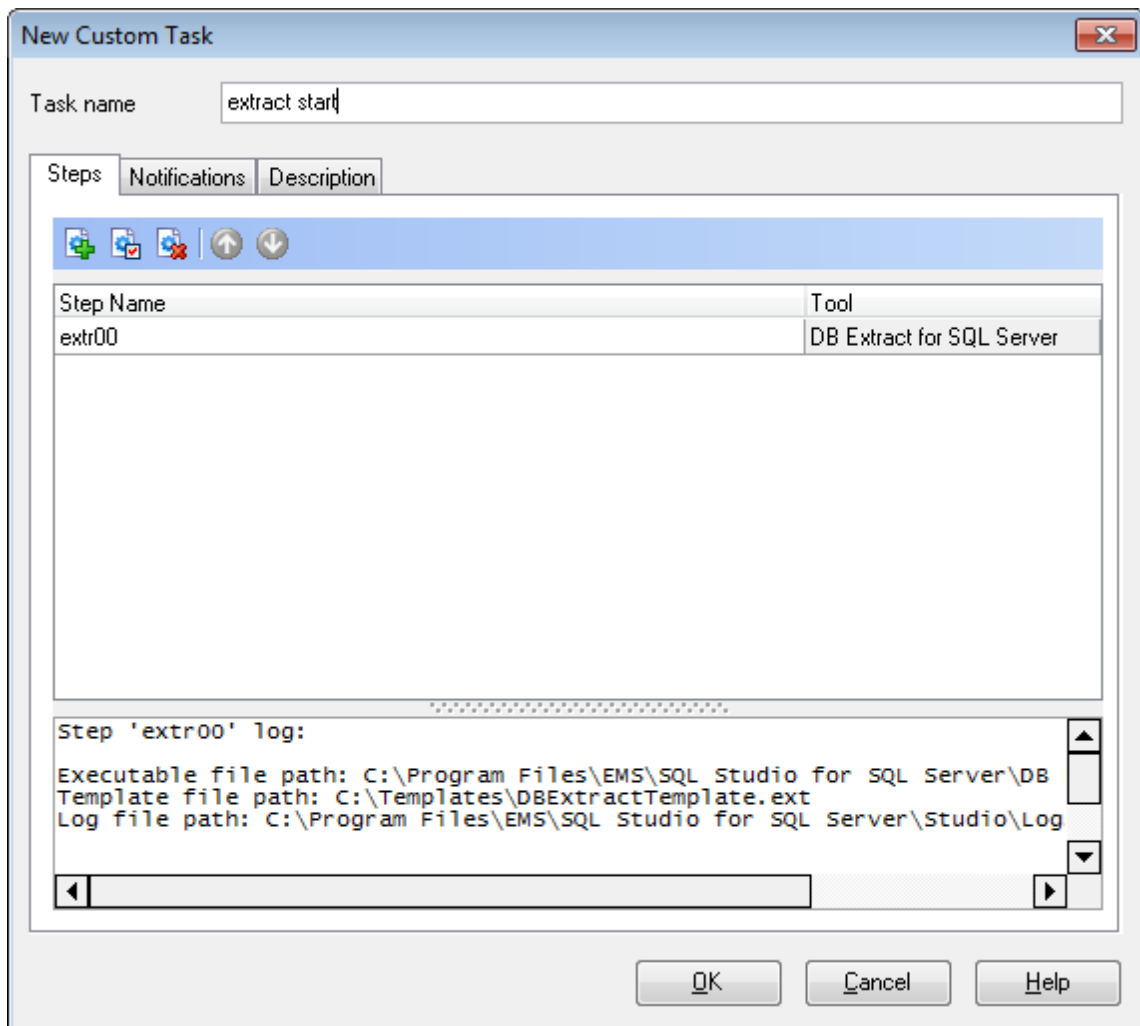 New Custom Task
Task name extract start
Steps Notifications Description
Step Name Tool
extr00 DB Extract for SQL Server
Step 'extr00' log:
Executable file path: C:\Program Files\EMS\SQL Studio for SQL Server\DB
Template file path: C:\Templates\DBExtractTemplate.ext
Log file path: C:\Program Files\EMS\SQL Studio for SQL Server\Studio\Log
OK Cancel Help